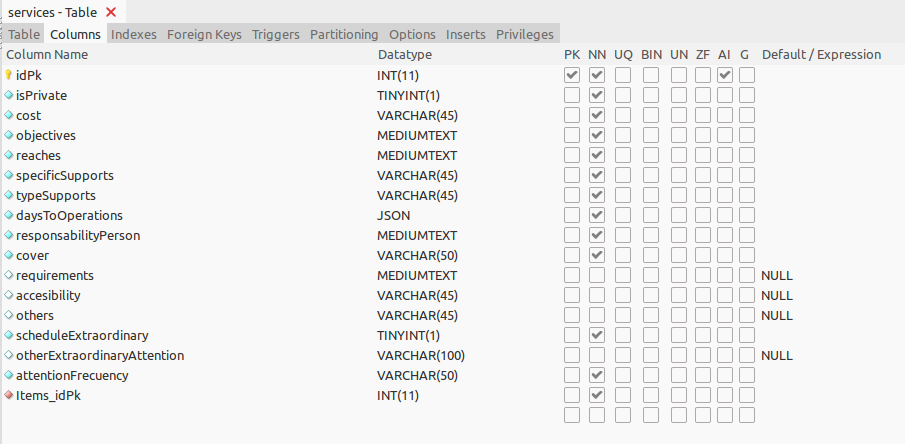 services - Table
Table Columns Indexes Foreign Keys Triggers Partitioning Options Inserts Privileges
Column Name Datatype PK NN UQ BIN UN ZF AI G Default / Expression
idPk INT(11)
isPrivate TINYINT(1)
cost VARCHAR(45)
objectives MEDIUMTEXT
reaches MEDIUMTEXT
specificSupports VARCHAR(45)
typeSupports VARCHAR(45)
daysToOperations JSON
responsabilityPerson MEDIUMTEXT
cover VARCHAR(50)
requirements MEDIUMTEXT NULL
accesibility VARCHAR(45) NULL
others VARCHAR(45) NULL
scheduleExtraordinary TINYINT(1)
otherExtraordinaryAttention VARCHAR(100) NULL
attentionFrecuency VARCHAR(50)
Items_idPk INT(11)